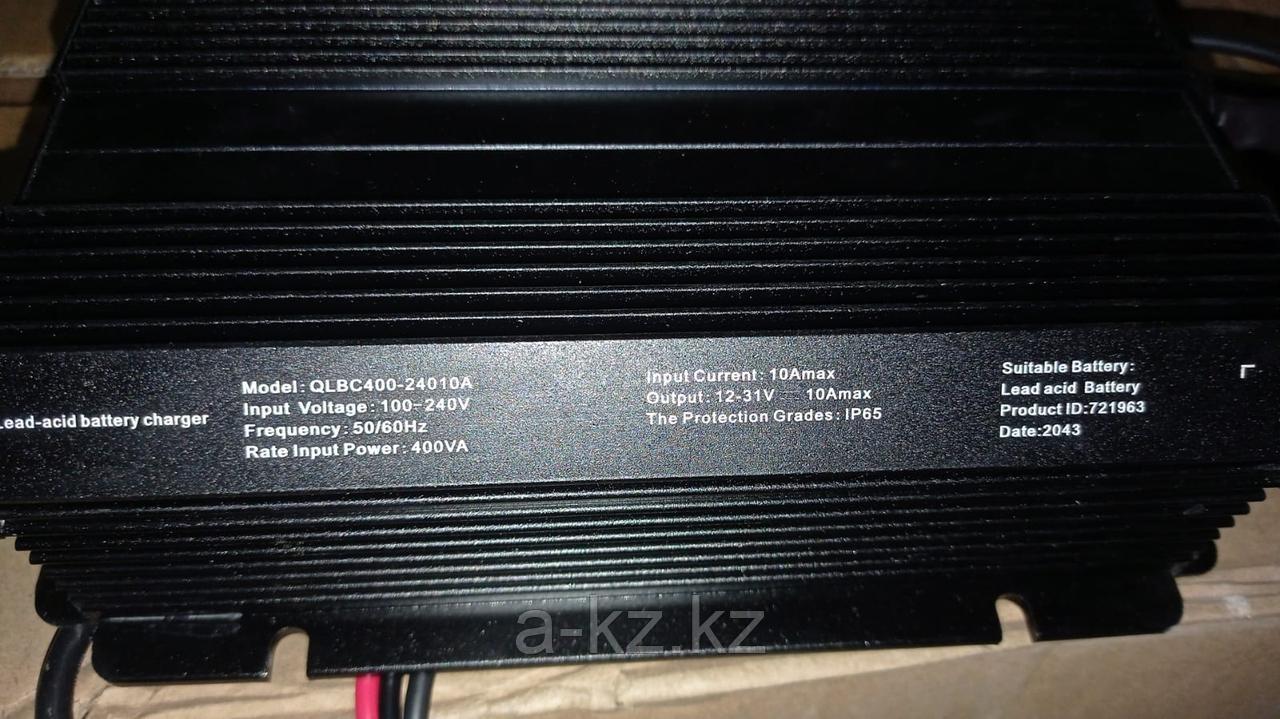 Lead-acid battery charger
Model: QLBC400-24010A
Input Voltage: 100-240V
Frequency: 50/60Hz
Rate Input Power: 400VA
Input Current: 10Amax
Output: 12-31V 10Amax
The Protection Grades: IP65
Suitable Battery:
Lead acid Battery
Product ID:721963
Date:2043
a-kz.kz